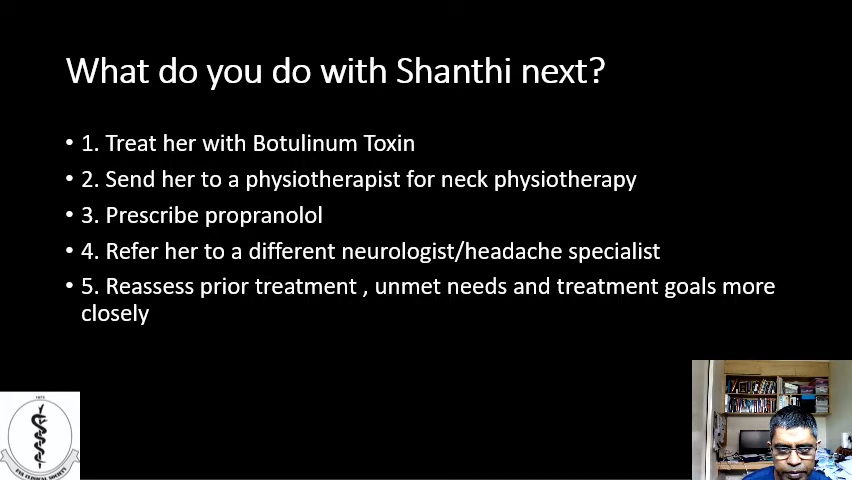 What do you do with Shanthi next?
• 1. Treat her with Botulinum Toxin
• 2. Send her to a physiotherapist for neck physiotherapy
• 3. Prescribe propranolol
• 4. Refer her to a different neurologist/headache specialist
• 5. Reassess prior treatment , unmet needs and treatment goals more
closely